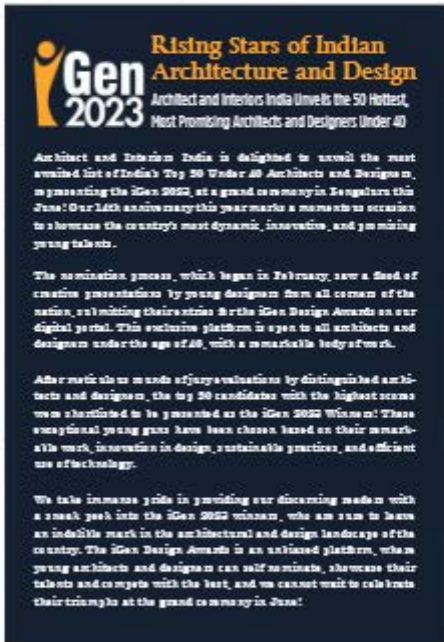 iGen
2023
Rising Stars of Indian
Architecture and Design
Architect and Interiors India Unveils the 50 Hottest,
Most Promising Architects and Designers Under 40
Architect and Interiors India is delighted to unveil the most
awaited list of India's Top 50 Under 40 Architects and Designers,
representing the iGen 2023, at a grand ceremony in Bengaluru this
June! Our 14th anniversary this year marks a momentous occasion
to showcase the country's most dynamic, innovative, and promising
young talents.
The nomination process, which began in February, saw a flood of
creative presentations by young designers from all corners of the
nation, submitting their entries for the iGen Design Awards on our
digital portal. This exclusive platform is open to all architects and
designers under the age of 40, with a remarkable body of work.
After meticulous rounds of jury evaluations by distinguished archi-
tects and designers, the top 50 candidates with the highest scores
were shortlisted to be presented as the iGen 2023 Winners! These
exceptional young guns have been chosen based on their remark-
able work, innovation in design, sustainable practices, and efficient
use of technology.
We take immense pride in providing our discerning readers with
a sneak peek into the iGen 2023 winners, who are sure to leave
an indelible mark in the architectural and design landscape of the
country. The iGen Design Awards is an unbiased platform, where
young architects and designers can self nominate, showcase their
talents and compete with the best, and we cannot wait to celebrate
their triumphs at the grand ceremony in June!